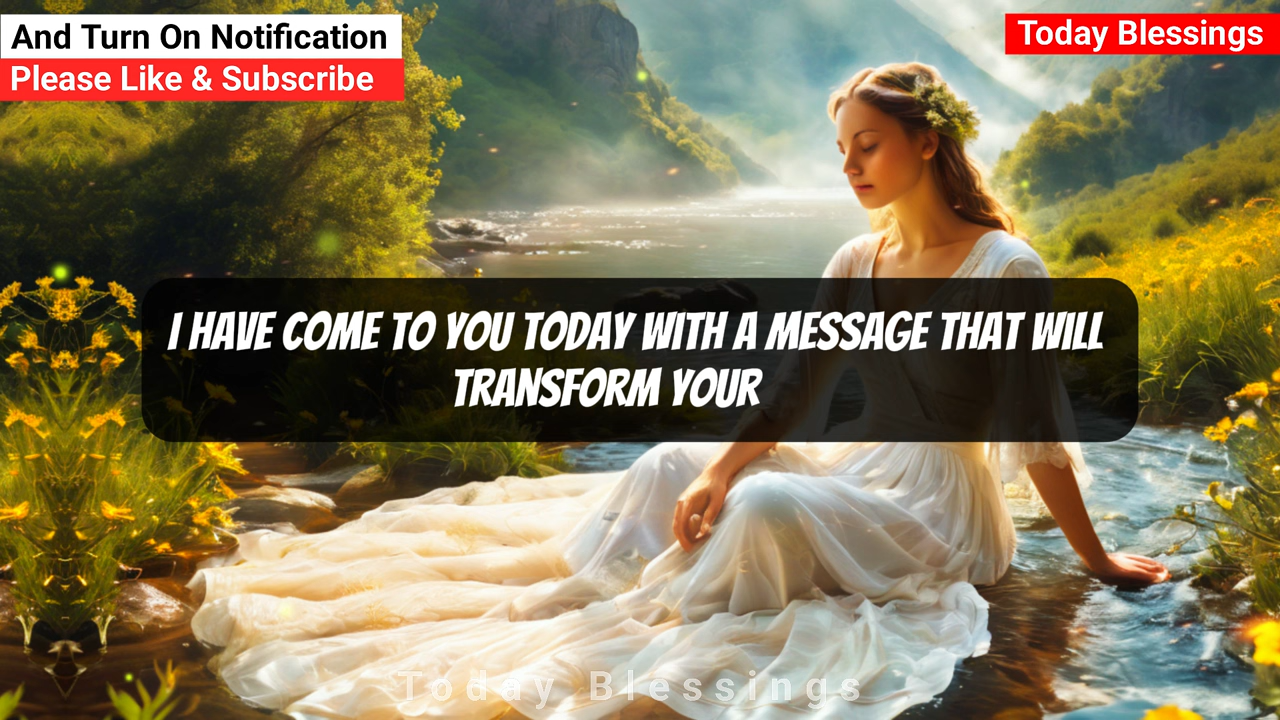 And Turn On Notification
Please Like & Subscribe
Today Blessings
I HAVE COME TO YOU TODAY WITH A MESSAGE THAT WILL
TRANSFORM YOUR
Today Blessings